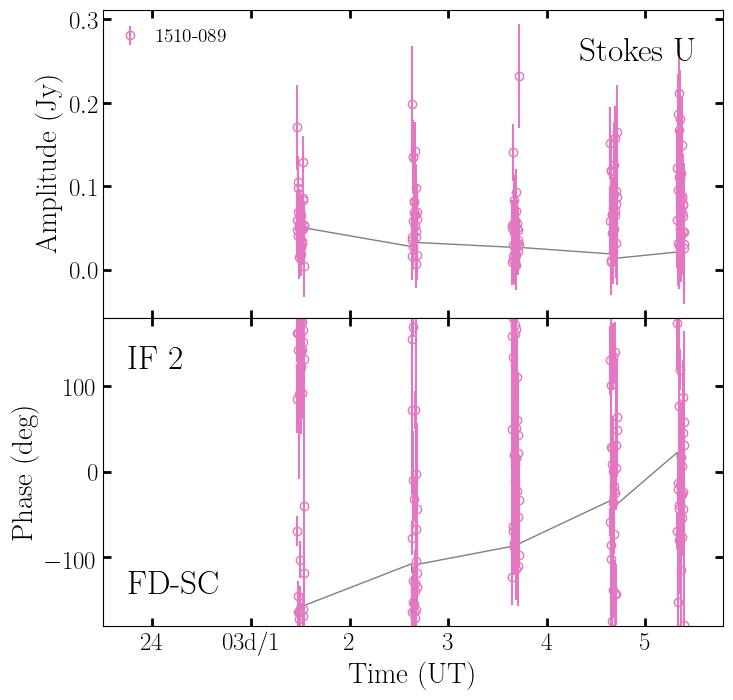 1510-089
Stokes U
0.3
0.2
0.1
0.0
Amplitude (Jy)
IF 2
100
0
−100
Phase (deg)
FD-SC
24 03d/1 2 3 4 5
Time (UT)